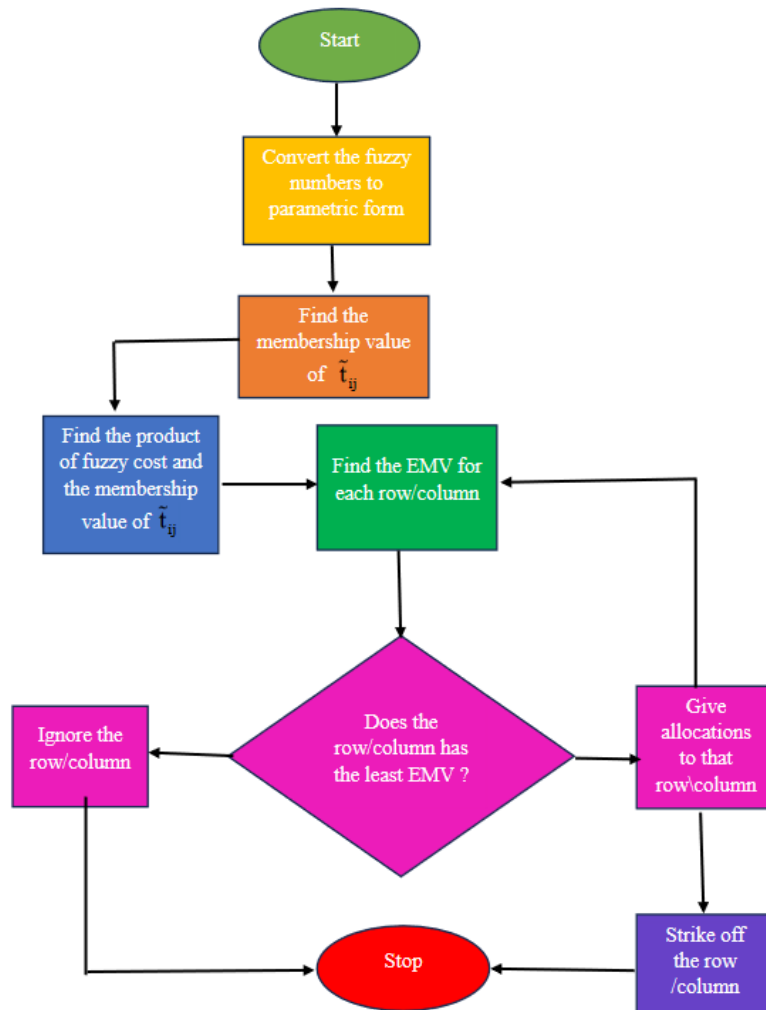 Start
Convert the fuzzy
numbers to
parametric form
Find the
membership value
of t̃ij
Find the product
of fuzzy cost and
the membership
value of t̃ij
Find the EMV for
each row/column
Does the
row/column has
the least EMV ?
Ignore the
row/column
Give
allocations
to that
row\column
Strike off
the row
/column
Stop